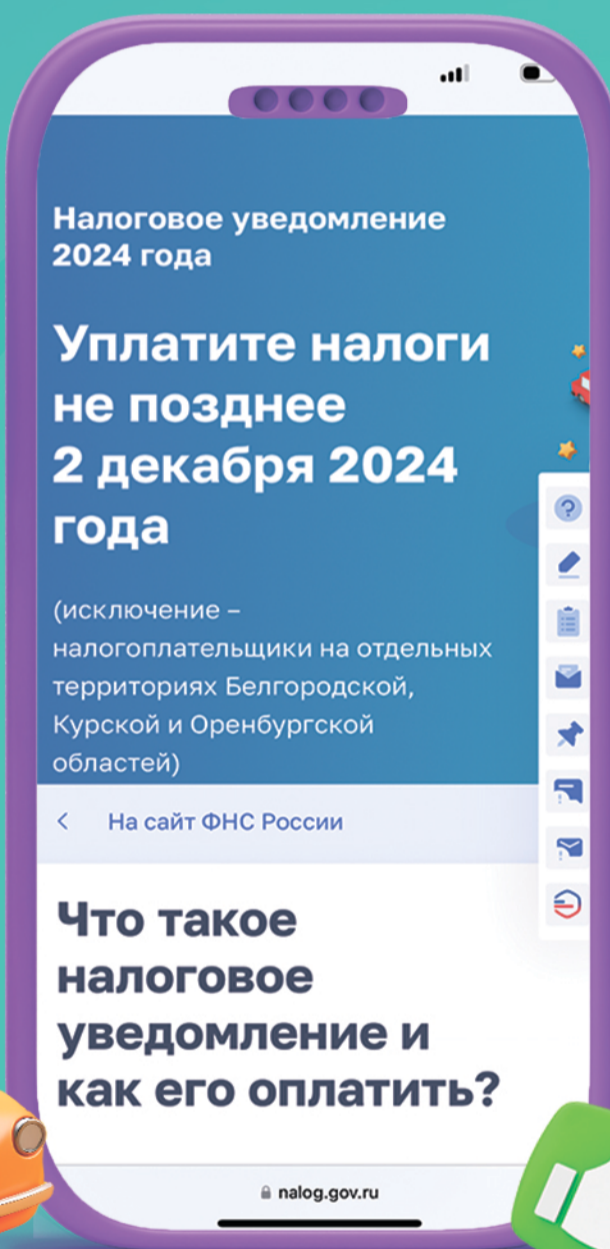 Налоговое уведомление
2024 года
Уплатите налоги
не позднее
2 декабря 2024
года
(исключение –
налогоплательщики на отдельных
территориях Белгородской,
Курской и Оренбургской
областей)
На сайт ФНС России
Что такое
налоговое
уведомление и
как его оплатить?
nalog.gov.ru